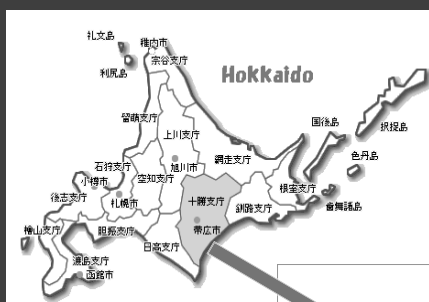 礼文島
稚内市
宗谷支庁
利尻島
Hokkaido
留萌支庁
国後島
択捉島
上川支庁
網走支庁
色丹島
石狩支庁
旭川市
小樽市
空知支庁
根室支庁
後志支庁
札幌市
十勝支庁
釧路支庁
歯舞諸島
檜山支庁
胆振支庁
帯広市
日高支庁
渡島支庁
函館市